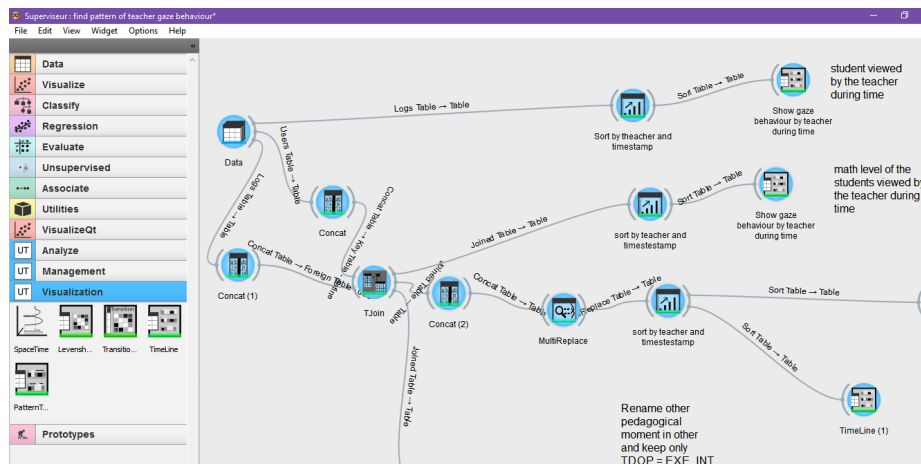 Superviseur : find pattern of teacher gaze behaviour*
File Edit View Widget Options Help
Data
Visualize
Classify
Regression
Evaluate
Unsupervised
Associate
Utilities
VisualizeQt
UT Analyze
UT Management
UT Visualization
SpaceTime Levensh... Transitio... TimeLine
PatternT...
Prototypes
Data
Logs Table → Table
Users Table → Table
Logs Table → Table
Concat
Concat Table → Key Table
Concat (1)
Concat Table → Foreign Table
TJoin
Joined Table → Table
Joined Table → Table
Concat (2)
Concat Table → Table
MultiReplace
Replace Table → Table
sort by teacher and
timestestamp
Sort Table → Table
Sort Table → Table
TimeLine (1)
Sort by theacher and
timestamp
Sort Table → Table
Show gaze
behaviour by teacher
during time
student viewed
by the teacher
during time
sort by teacher and
timestestamp
Sort Table → Table
Show gaze
behaviour by teacher
during time
math level of the
students viewed by
the teacher during
time
Rename other
pedagogical
moment in other
and keep only
TDOP = EXE_INT